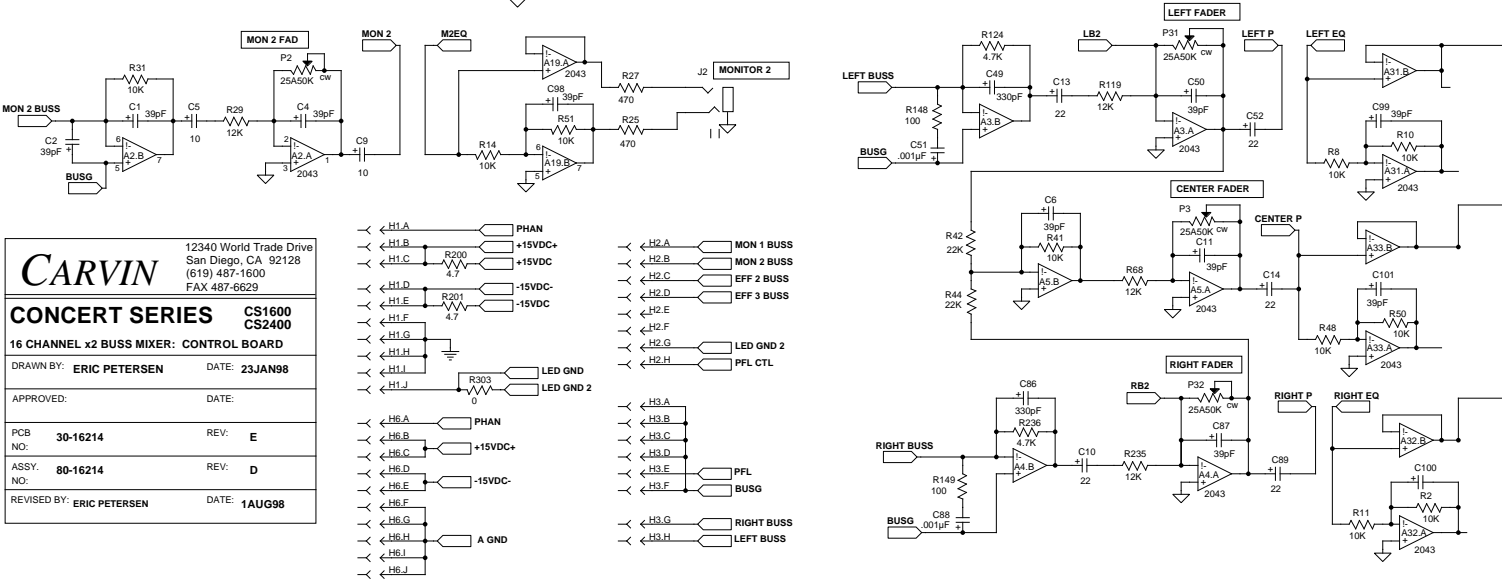 MON 2 FAD
P2
25A50K
CW
MON 2
M2EQ
R31
10K
MON 2 BUSS
C1
39pF
C5
10
R29
12K
C4
39pF
C2
39pF
6
5
7
A2.B
2
3
1
A2.A
2043
C9
10
BUSG
A19.A
2043
R27
470
J2
MONITOR 2
C98
39pF
R51
10K
R25
470
R14
10K
6
5
7
A19.B
LEFT FADER
P31
25A50K
CW
R124
4.7K
LB2
LEFT P
LEFT EQ
LEFT BUSS
C49
330pF
C13
22
R119
12K
C50
39pF
A31.B
R148
100
A3.B
A3.A
2043
C52
22
C99
39pF
R10
10K
BUSG
C51
.001µF
R8
10K
A31.A
2043
CENTER FADER
P3
25A50K
CW
C6
39pF
R41
10K
R42
22K
CENTER P
C11
39pF
A33.B
A5.B
R68
12K
A5.A
2043
C14
22
C101
39pF
R44
22K
R50
10K
R48
10K
A33.A
2043
RIGHT FADER
P32
25A50K
CW
C86
330pF
R236
4.7K
RB2
RIGHT P
RIGHT EQ
RIGHT BUSS
C87
39pF
A32.B
A4.B
C10
22
R235
12K
A4.A
2043
C89
22
R149
100
C100
R2
10K
BUSG
C88
.001µF
R11
10K
A32.A
2043
CARVIN
12340 World Trade Drive
San Diego, CA 92128
(619) 487-1600
FAX 487-6629
CONCERT SERIES
CS1600
CS2400
16 CHANNEL x2 BUSS MIXER: CONTROL BOARD
DRAWN BY: ERIC PETERSEN DATE: 23JAN98
APPROVED: DATE:
PCB NO: 30-16214 REV: E
ASSY. NO: 80-16214 REV: D
REVISED BY: ERIC PETERSEN DATE: 1AUG98
H1.A PHAN
H1.B +15VDC+
H1.C R200 4.7 +15VDC
H1.D -15VDC-
H1.E R201 4.7 -15VDC
H1.F
H1.G
H1.H
H1.I
H1.J
LED GND
R303
0
LED GND 2
H6.A PHAN
H6.B
H6.C
+15VDC+
H6.D
H6.E
-15VDC-
H6.F
H6.G
H6.H A GND
H6.I
H6.J
H2.A MON 1 BUSS
H2.B MON 2 BUSS
H2.C EFF 2 BUSS
H2.D EFF 3 BUSS
H2.E
H2.F
H2.G LED GND 2
H2.H PFL CTL
H3.A
H3.B
H3.C
H3.D
H3.E PFL
H3.F BUSG
H3.G RIGHT BUSS
H3.H LEFT BUSS